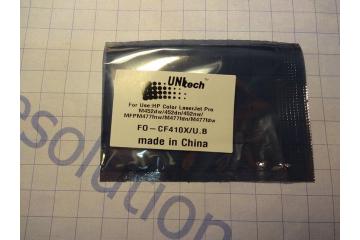 UNItech
For Use:HP Color LaserJet Pro
M452dw/452dn/452nw/
MFPM477fnw/M477fdn/M477fdw
FO-CF410X/U.B
made in China
esolution